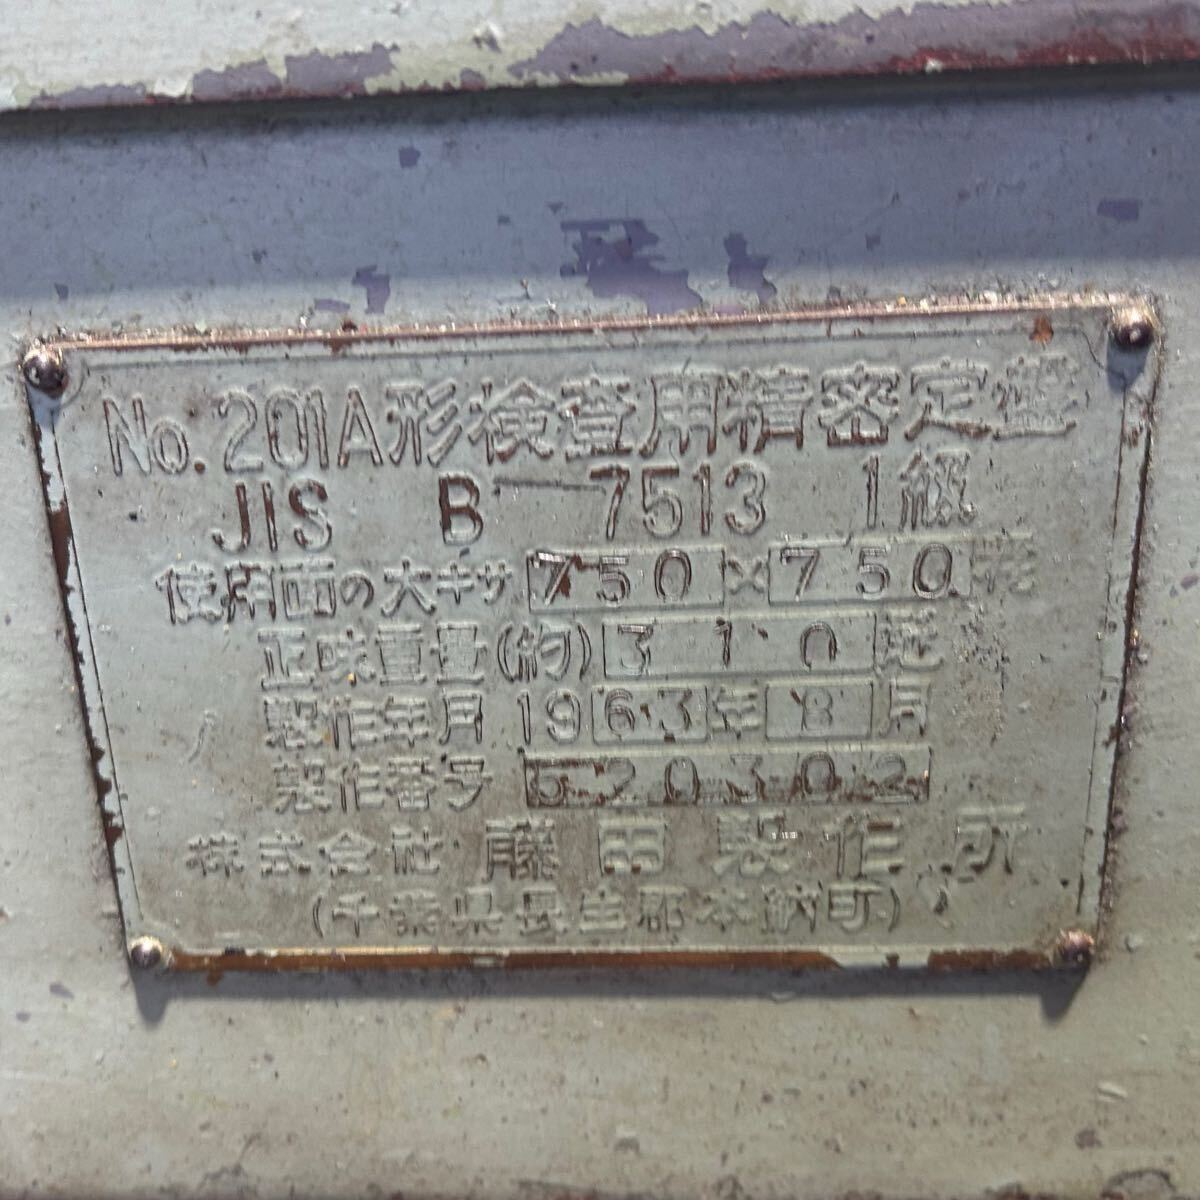 No.201A形検査用精密定盤
JIS B-7513 1級
使用面の大キサ 750×750粍
正味重量(約)310瓩
製作年月 1963年8月
製作番号 520302
株式会社 藤田製作所
(千葉県長生郡本納町)